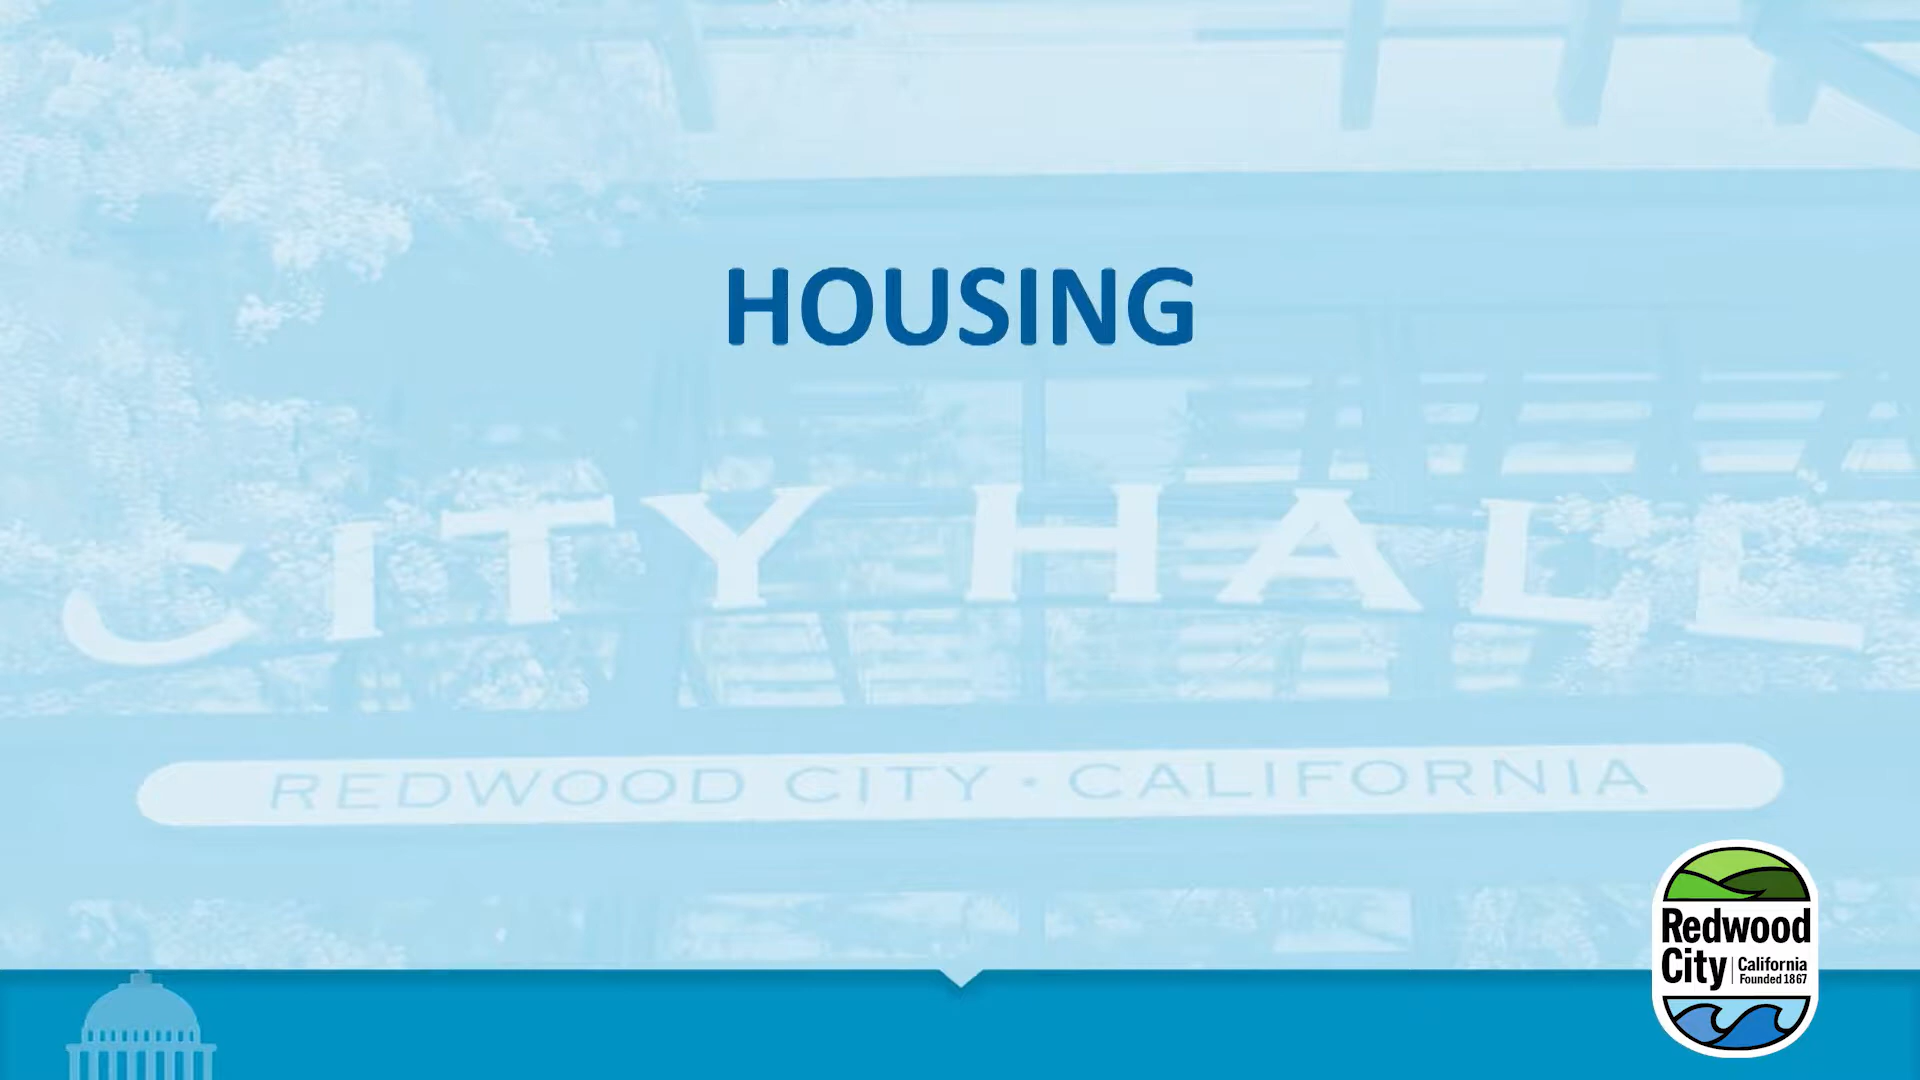 HOUSING
CITY HALL
REDWOOD CITY · CALIFORNIA
Redwood
City | California
Founded 1867